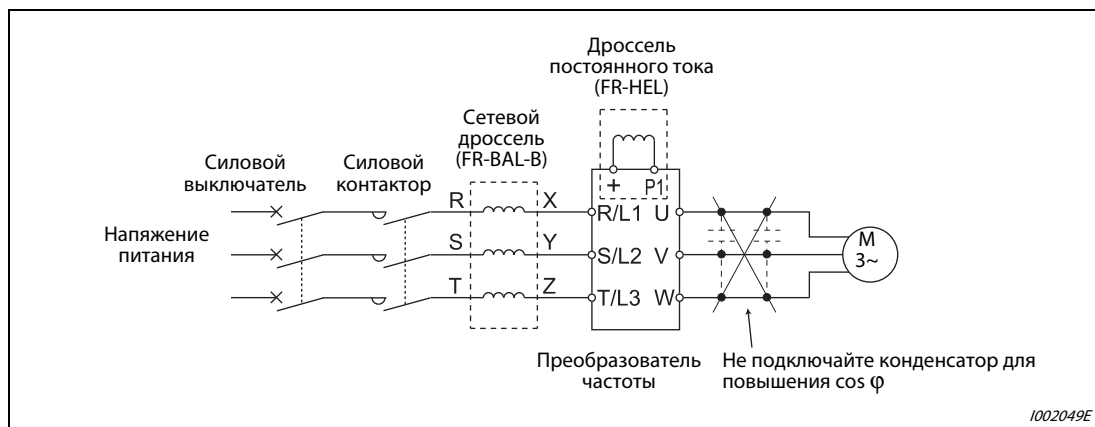 Дроссель
постоянного тока
(FR-HEL)
Сетевой
дроссель
(FR-BAL-B)
Силовой
выключатель
Силовой
контактор
R X
+ P1
R/L1 U
Напяжение
питания
S Y
S/L2 V
M
3~
T Z
T/L3 W
Преобразователь
частоты
Не подключайте конденсатор для
повышения cos φ
I002049E